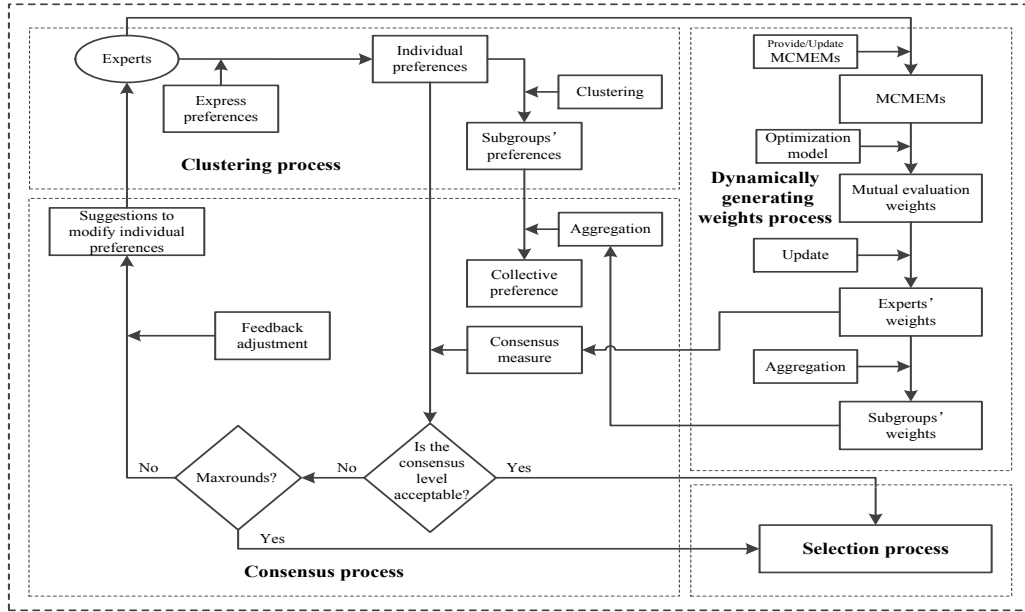 Experts
Express
preferences
Individual
preferences
Clustering
Subgroups’
preferences
Clustering process
Provide/Update
MCMEMs
MCMEMs
Optimization
model
Dynamically
generating
weights process
Mutual evaluation
weights
Update
Experts’
weights
Aggregation
Subgroups’
weights
Suggestions to
modify individual
preferences
Aggregation
Collective
preference
Feedback
adjustment
Consensus
measure
Is the
consensus
level
acceptable?
No
Yes
Maxrounds?
No
Yes
Consensus process
Selection process